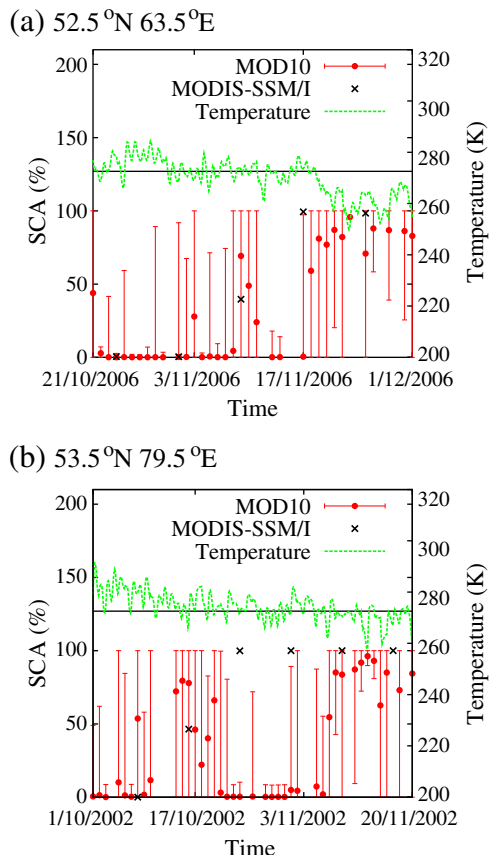 (a) 52.5 °N 63.5°E
200
150
100
50
0
SCA (%)
MOD10
MODIS-SSM/I
Temperature
320
300
280
260
240
220
200
Temperature (K)
21/10/2006 3/11/2006 17/11/2006 1/12/2006
Time
(b) 53.5°N 79.5°E
200
150
100
50
0
SCA (%)
MOD10
MODIS-SSM/I
Temperature
320
300
280
260
240
220
200
Temperature (K)
1/10/2002 17/10/2002 3/11/2002 20/11/2002
Time